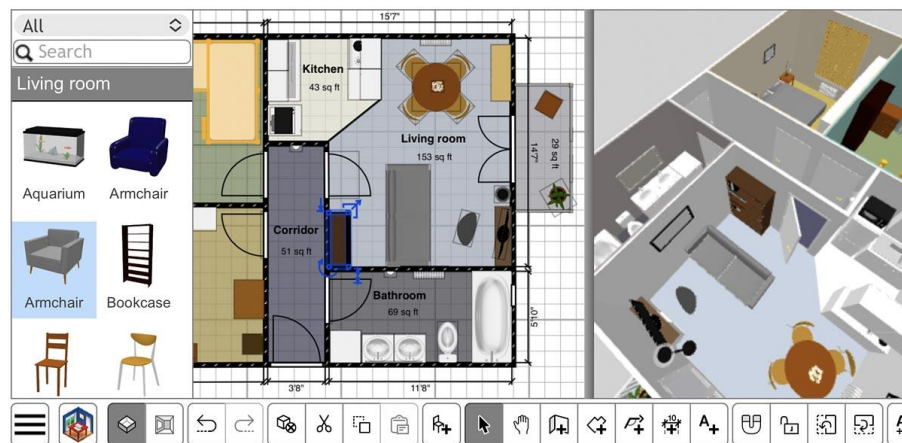 All
Search
Living room
Aquarium
Armchair
Armchair
Bookcase
15'7"
Kitchen
43 sq ft
Living room
153 sq ft
29 sq ft
14'7"
Corridor
51 sq ft
Bathroom
69 sq ft
5'10"
3'8"
11'8"
10
A